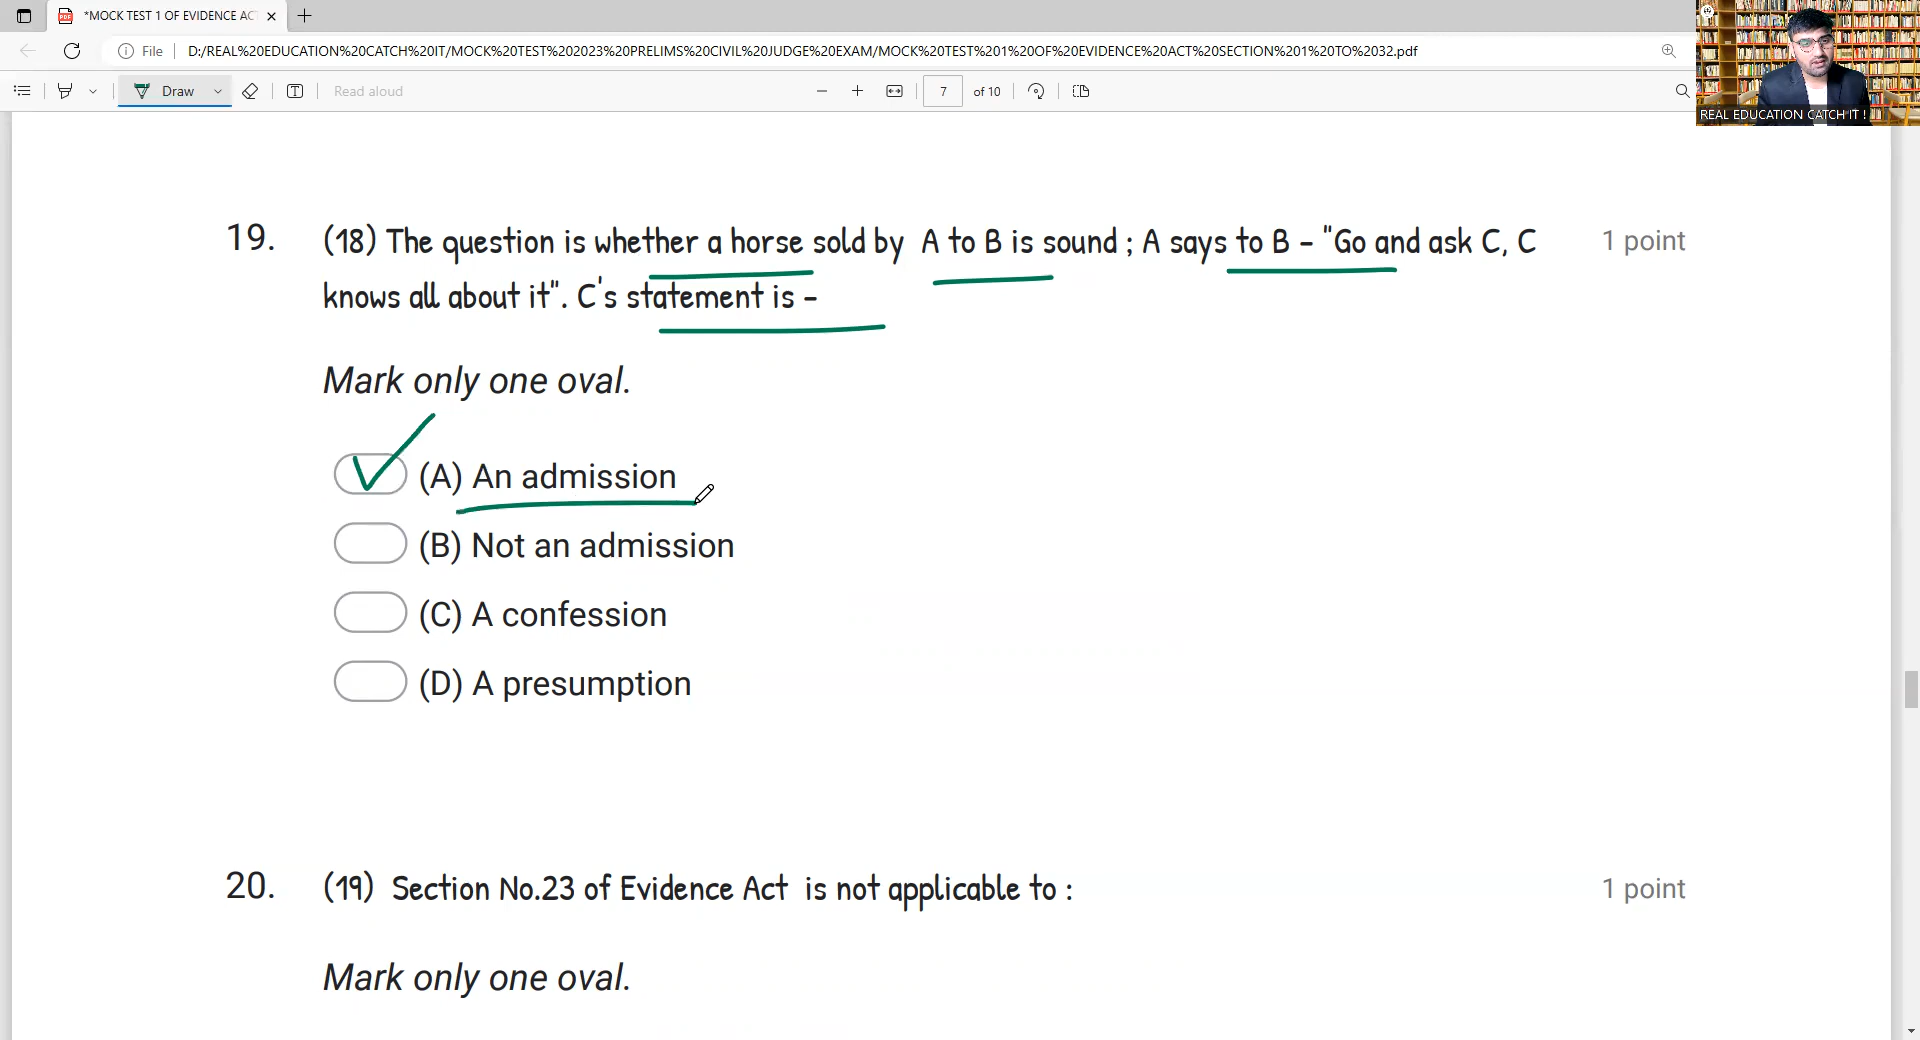 *MOCK TEST 1 OF EVIDENCE AC
File
D:/REAL%20EDUCATION%20CATCH%20IT/MOCK%20TEST%202023%20PRELIMS%20CIVIL%20JUDGE%20EXAM/MOCK%20TEST%201%20OF%20EVIDENCE%20ACT%20SECTION%201%20TO%2032.pdf
Draw
Read aloud
7 of 10
REAL EDUCATION CATCH IT !
19. (18) The question is whether a horse sold by A to B is sound ; A says to B - "Go and ask C, C 1 point
knows all about it". C's statement is -
Mark only one oval.
(A) An admission
(B) Not an admission
(C) A confession
(D) A presumption
20. (19) Section No.23 of Evidence Act is not applicable to : 1 point
Mark only one oval.